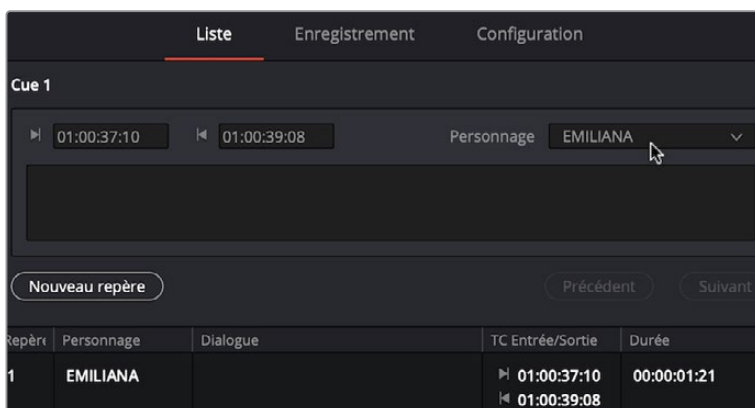 Liste Enregistrement Configuration
Cue 1
01:00:37:10 01:00:39:08 Personnage EMILIANA
Nouveau repère Précédent Suivant
Repère Personnage Dialogue TC Entrée/Sortie Durée
1 EMILIANA 01:00:37:10 00:00:01:21
01:00:39:08